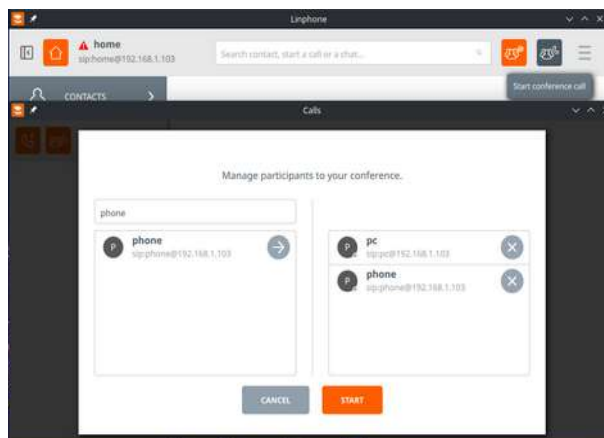 Linphone
home
sip:home@192.168.1.103
Search contact, start a call or a chat...
Start conference call
CONTACTS
Calls
Manage participants to your conference.
phone
P
phone
sip:phone@192.168.1.103
P
pc
sip:pc@192.168.1.103
P
phone
sip:phone@192.168.1.103
CANCEL
START